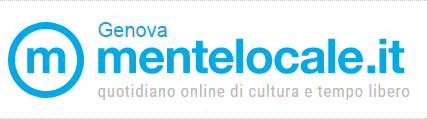 Genova
m mentelocale.it
quotidiano online di cultura e tempo libero